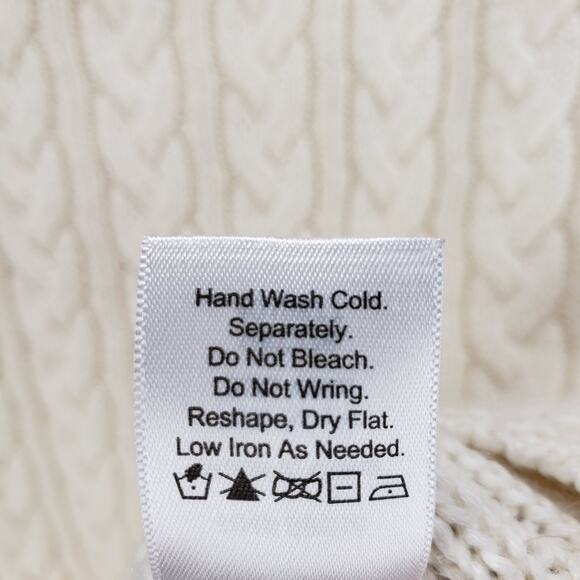 Hand Wash Cold.
Separately.
Do Not Bleach.
Do Not Wring.
Reshape, Dry Flat.
Low Iron As Needed.